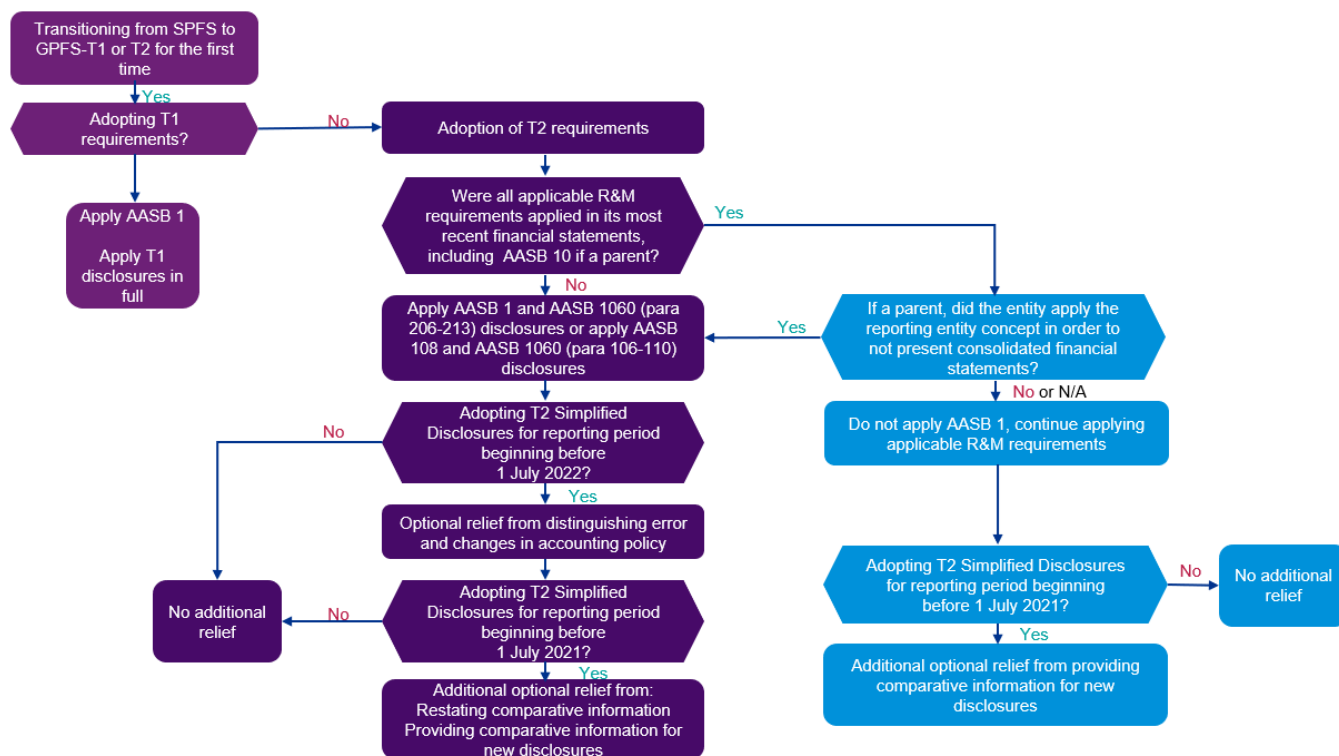 Transitioning from SPFS to
GPFS-T1 or T2 for the first
time
Yes
Adopting T1
requirements?
No
Adoption of T2 requirements
Apply AASB 1
Apply T1
disclosures in
full
Were all applicable R&M
requirements applied in its most
recent financial statements,
including AASB 10 if a parent?
Yes
No
Apply AASB 1 and AASB 1060 (para
206-213) disclosures or apply AASB
108 and AASB 1060 (para 106-110)
disclosures
Yes
If a parent, did the entity apply the
reporting entity concept in order to
not present consolidated financial
statements?
No or N/A
Do not apply AASB 1, continue applying
applicable R&M requirements
Adopting T2 Simplified
Disclosures for reporting period
beginning before
1 July 2022?
No
Yes
Optional relief from distinguishing error
and changes in accounting policy
Adopting T2 Simplified
Disclosures for reporting period
beginning before
1 July 2021?
No
No additional
relief
Yes
Additional optional relief from:
Restating comparative information
Providing comparative information for
new disclosures
Adopting T2 Simplified Disclosures
for reporting period beginning
before 1 July 2021?
No
No additional
relief
Yes
Additional optional relief from providing
comparative information for new
disclosures